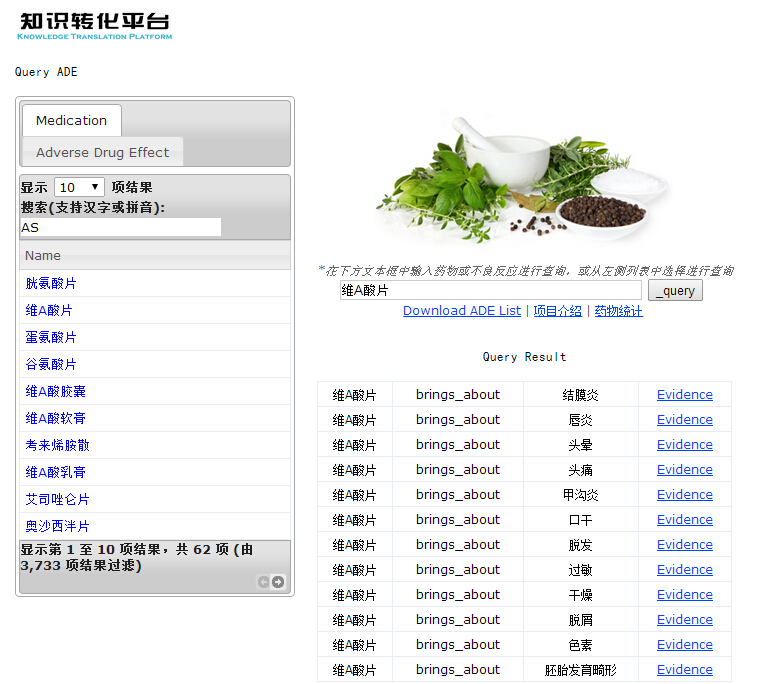 知识转化平台
KNOWLEDGE TRANSLATION PLATFORM
Query ADE
Medication
Adverse Drug Effect
显示 10 项结果
搜索(支持汉字或拼音):
AS
Name
胱氨酸片
维A酸片
蛋氨酸片
谷氨酸片
维A酸胶囊
维A酸软膏
考来烯胺散
维A酸乳膏
艾司唑仑片
奥沙西泮片
显示第 1 至 10 项结果，共 62 项 (由
3,733 项结果过滤)
*在下方文本框中输入药物或不良反应进行查询，或从左侧列表中选择进行查询
维A酸片 _query
Download ADE List | 项目介绍 | 药物统计
Query Result
维A酸片 brings_about 结膜炎 Evidence
维A酸片 brings_about 唇炎 Evidence
维A酸片 brings_about 头晕 Evidence
维A酸片 brings_about 头痛 Evidence
维A酸片 brings_about 甲沟炎 Evidence
维A酸片 brings_about 口干 Evidence
维A酸片 brings_about 脱发 Evidence
维A酸片 brings_about 过敏 Evidence
维A酸片 brings_about 干燥 Evidence
维A酸片 brings_about 脱屑 Evidence
维A酸片 brings_about 色素 Evidence
维A酸片 brings_about 胚胎发育畸形 Evidence